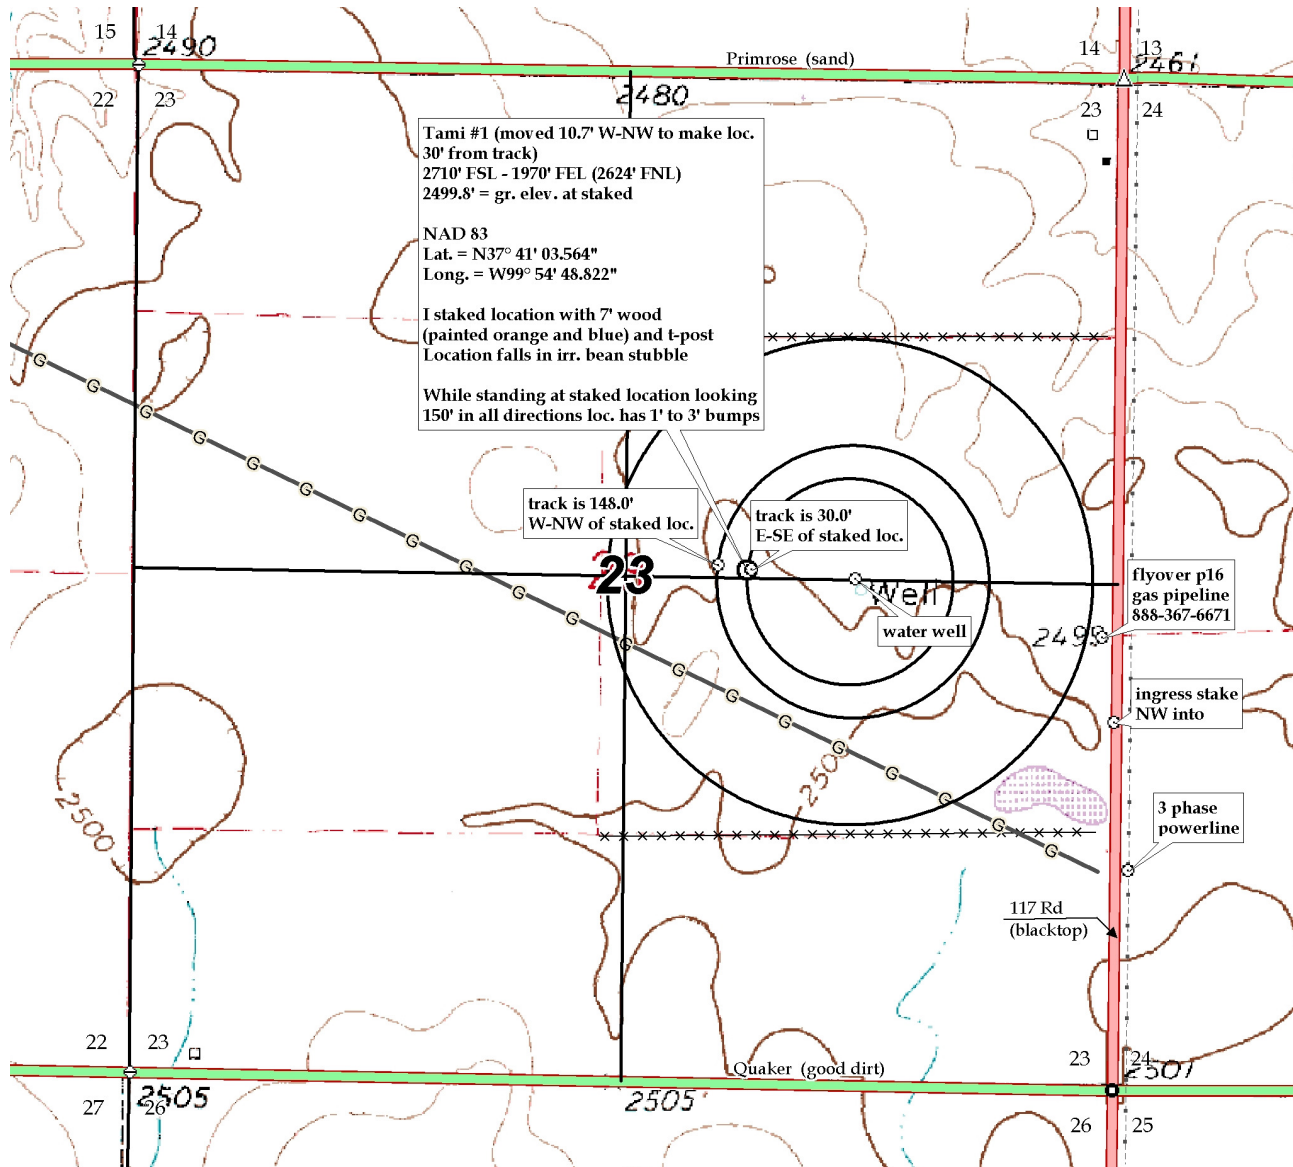 15 14
2490
Primrose (sand)
14 13
2461
22 23
2480
23 24
Tami #1 (moved 10.7' W-NW to make loc.
30' from track)
2710' FSL - 1970' FEL (2624' FNL)
2499.8' = gr. elev. at staked
NAD 83
Lat. = N37° 41' 03.564"
Long. = W99° 54' 48.822"
I staked location with 7' wood
(painted orange and blue) and t-post
Location falls in irr. bean stubble
While standing at staked location looking
150' in all directions loc. has 1' to 3' bumps
G G G G G G G G G G G G G G G G G G G G
track is 148.0'
W-NW of staked loc.
track is 30.0'
E-SE of staked loc.
23
Well
flyover p16
gas pipeline
888-367-6671
water well
2495
ingress stake
NW into
2500
2500
3 phase
powerline
117 Rd
(blacktop)
22 23
23 24
Quaker (good dirt)
2501
2505
2505
27 26
26 25